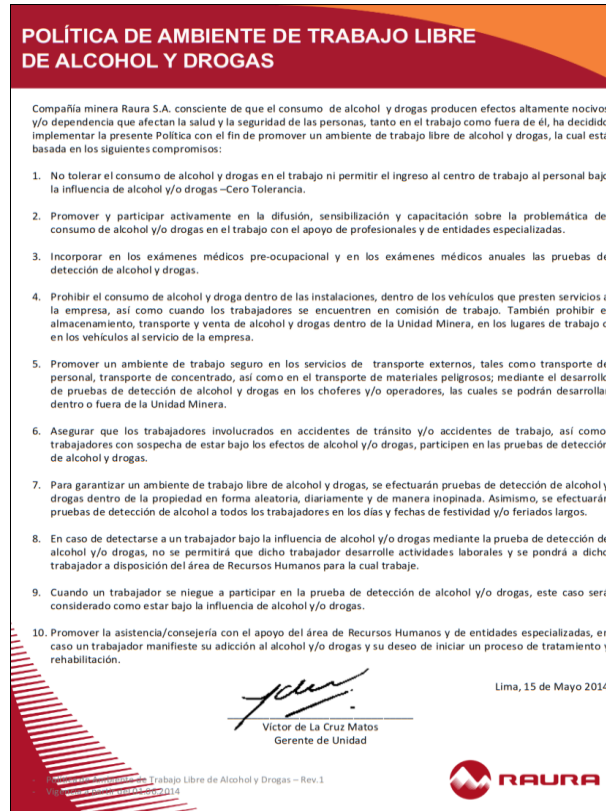 POLÍTICA DE AMBIENTE DE TRABAJO LIBRE
DE ALCOHOL Y DROGAS
Compañía minera Raura S.A. consciente de que el consumo de alcohol y drogas producen efectos altamente nocivos
y/o dependencia que afectan la salud y la seguridad de las personas, tanto en el trabajo como fuera de él, ha decidido
implementar la presente Política con el fin de promover un ambiente de trabajo libre de alcohol y drogas, la cual está
basada en los siguientes compromisos:
1. No tolerar el consumo de alcohol y drogas en el trabajo ni permitir el ingreso al centro de trabajo al personal bajo
la influencia de alcohol y/o drogas –Cero Tolerancia.
2. Promover y participar activamente en la difusión, sensibilización y capacitación sobre la problemática de
consumo de alcohol y/o drogas en el trabajo con el apoyo de profesionales y de entidades especializadas.
3. Incorporar en los exámenes médicos pre-ocupacional y en los exámenes médicos anuales las pruebas de
detección de alcohol y drogas.
4. Prohibir el consumo de alcohol y droga dentro de las instalaciones, dentro de los vehículos que presten servicios a
la empresa, así como cuando los trabajadores se encuentren en comisión de trabajo. También prohibir e
almacenamiento, transporte y venta de alcohol y drogas dentro de la Unidad Minera, en los lugares de trabajo o
en los vehículos al servicio de la empresa.
5. Promover un ambiente de trabajo seguro en los servicios de transporte externos, tales como transporte de
personal, transporte de concentrado, así como en el transporte de materiales peligrosos; mediante el desarrollo
de pruebas de detección de alcohol y drogas en los choferes y/o operadores, las cuales se podrán desarrollar
dentro o fuera de la Unidad Minera.
6. Asegurar que los trabajadores involucrados en accidentes de tránsito y/o accidentes de trabajo, así como
trabajadores con sospecha de estar bajo los efectos de alcohol y/o drogas, participen en las pruebas de detección
de alcohol y drogas.
7. Para garantizar un ambiente de trabajo libre de alcohol y drogas, se efectuarán pruebas de detección de alcohol y
drogas dentro de la propiedad en forma aleatoria, diariamente y de manera inopinada. Asimismo, se efectuarán
pruebas de detección de alcohol a todos los trabajadores en los días y fechas de festividad y/o feriados largos.
8. En caso de detectarse a un trabajador bajo la influencia de alcohol y/o drogas mediante la prueba de detección de
alcohol y/o drogas, no se permitirá que dicho trabajador desarrolle actividades laborales y se pondrá a dicho
trabajador a disposición del área de Recursos Humanos para la cual trabaje.
9. Cuando un trabajador se niegue a participar en la prueba de detección de alcohol y/o drogas, este caso será
considerado como estar bajo la influencia de alcohol y/o drogas.
10. Promover la asistencia/consejería con el apoyo del área de Recursos Humanos y de entidades especializadas, en
caso un trabajador manifieste su adicción al alcohol y/o drogas y su deseo de iniciar un proceso de tratamiento y
rehabilitación.
Lima, 15 de Mayo 2014
Víctor de La Cruz Matos
Gerente de Unidad
- Política de Ambiente de Trabajo Libre de Alcohol y Drogas – Rev.1
- Vigencia a partir del 2014
RAURA